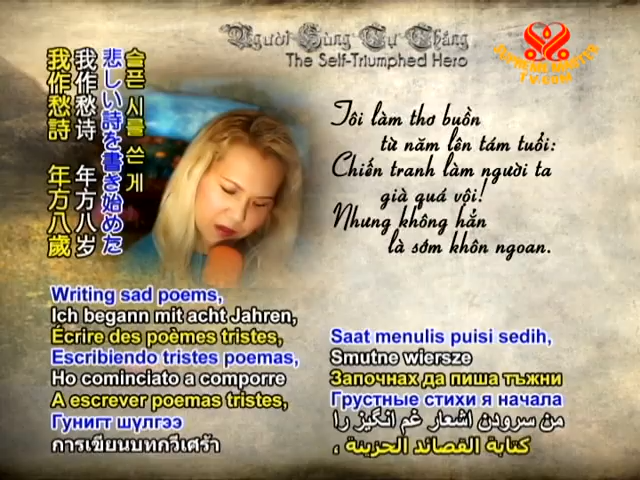 Người Hùng Tự Thắng
The Self-Triumphed Hero
SUPREME MASTER
TV.COM
슬픈 시를 쓴 게
悲しい詩を書き始めた
我作愁诗 年方八岁
我作愁詩 年方八歲
Tôi làm thơ buồn
từ năm lên tám tuổi:
Chiến tranh làm người ta
già quá vội!
Nhưng không hẳn
là sớm khôn ngoan.
Writing sad poems,
Ich begann mit acht Jahren,
Écrire des poèmes tristes,
Escribiendo tristes poemas,
Ho cominciato a comporre
A escrever poemas tristes,
Гунигт шүлгээ
การเขียนบทกวีเศร้า
Saat menulis puisi sedih,
Smutne wiersze
Започнах да пиша тъжни
Грустные стихи я начала
من سرودن اشعار غم انگیز را
كتابة القصائد الحزينة ،